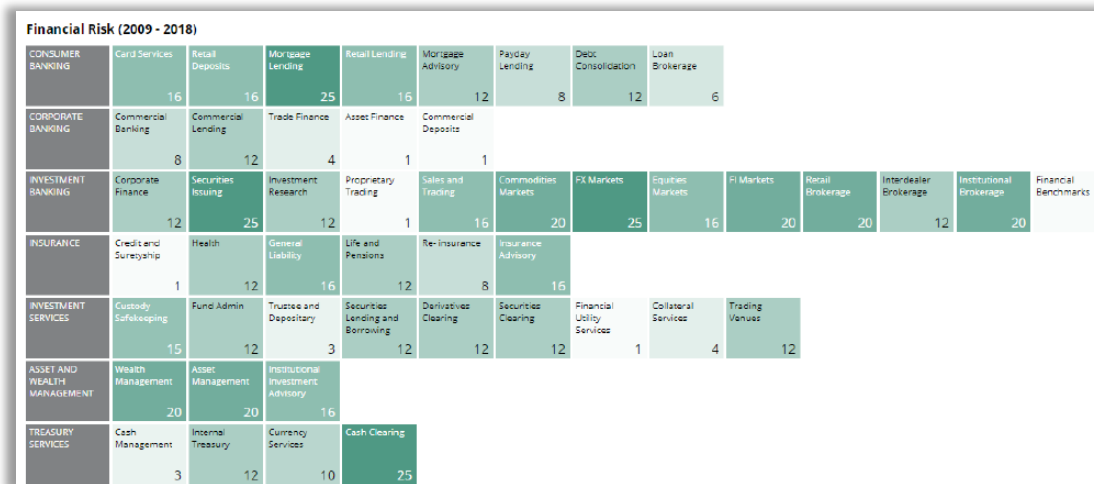 Financial Risk (2009 - 2018)
CONSUMER BANKING
Card Services 16
Retail Deposits 16
Mortgage Lending 25
Retail Lending 16
Mortgage Advisory 12
Payday Lending 8
Debt Consolidation 12
Loan Brokerage 6
CORPORATE BANKING
Commercial Banking 8
Commercial Lending 12
Trade Finance 4
Asset Finance 1
Commercial Deposits 1
INVESTMENT BANKING
Corporate Finance 12
Securities Issuing 25
Investment Research 12
Proprietary Trading 1
Sales and Trading 16
Commodities Markets 20
FX Markets 25
Equities Markets 16
FI Markets 20
Retail Brokerage 20
Interdealer Brokerage 12
Institutional Brokerage 20
Financial Benchmarks
INSURANCE
Credit and Suretyship 1
Health 12
General Liability 16
Life and Pensions 12
Re- insurance 8
Insurance Advisory 16
INVESTMENT SERVICES
Custody Safekeeping 15
Fund Admin 12
Trustee and Depositary 3
Securities Lending and Borrowing 12
Derivatives Clearing 12
Securities Clearing 12
Financial Utility Services 1
Collateral Services 4
Trading Venues 12
ASSET AND WEALTH MANAGEMENT
Wealth Management 20
Asset Management 20
Institutional Investment Advisory 16
TREASURY SERVICES
Cash Management 3
Internal Treasury 12
Currency Services 10
Cash Clearing 25